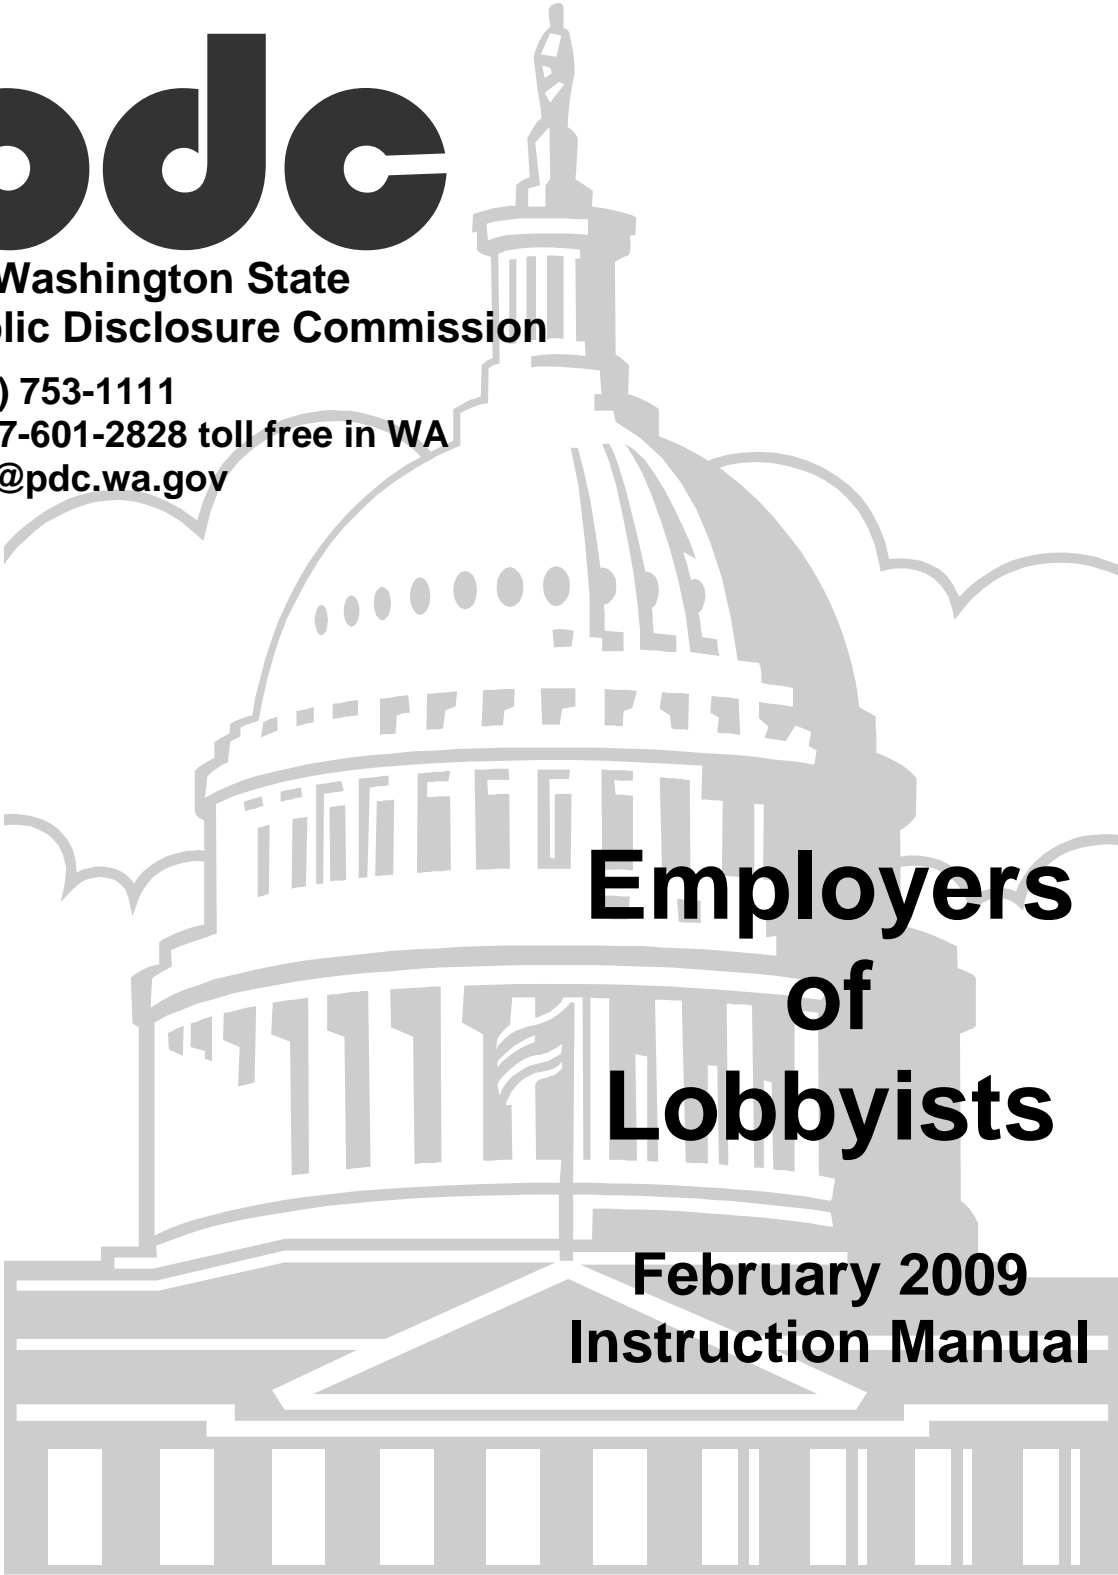 pdc
Washington State
lic Disclosure Commission
) 753-1111
7-601-2828 toll free in WA
@pdc.wa.gov
Employers
of
Lobbyists
February 2009
Instruction Manual